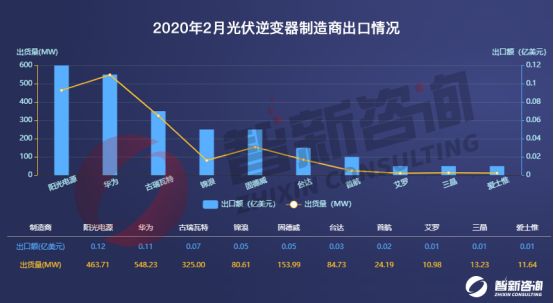 2020年2月光伏逆变器制造商出口情况
出货量(MW) 出口额（亿美元）
600 0.12
500 0.1
400 0.08
300 0.06
200 0.04
100 0.02
0 0
阳光电源 华为 古瑞瓦特 锦浪 固德威 台达 首航 艾罗 三晶 爱士惟
出口额(亿美元) 出货量(MW)
制造商 阳光电源 华为 古瑞瓦特 锦浪 固德威 台达 首航 艾罗 三晶 爱士惟
出口额(亿美元) 0.12 0.11 0.07 0.05 0.05 0.03 0.02 0.01 0.01 0.01
出货量(MW) 463.71 548.23 325.00 80.61 153.99 84.73 24.19 10.98 13.23 11.64
智新咨询
ZHIXIN CONSULTING
智新咨询
ZHIXIN CONSULTING